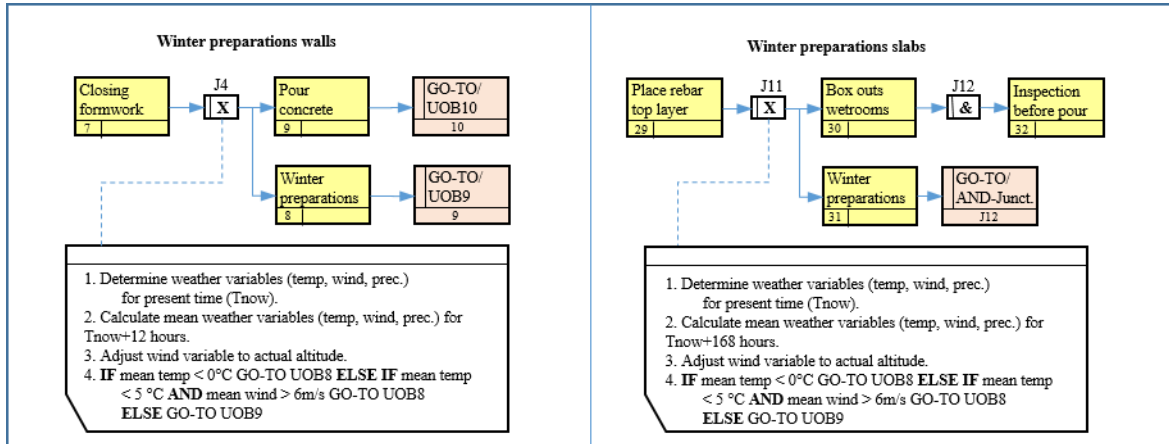 Winter preparations walls
Closing
formwork
7
J4
X
Pour
concrete
9
GO-TO/
UOB10
10
Winter
preparations
8
GO-TO/
UOB9
9
1. Determine weather variables (temp, wind, prec.)
for present time (Tnow).
2. Calculate mean weather variables (temp, wind, prec.) for
Tnow+12 hours.
3. Adjust wind variable to actual altitude.
4. IF mean temp < 0°C GO-TO UOB8 ELSE IF mean temp
< 5 °C AND mean wind > 6m/s GO-TO UOB8
ELSE GO-TO UOB9
Winter preparations slabs
Place rebar
top layer
29
J11
X
Box outs
wetrooms
30
J12
&
Inspection
before pour
32
Winter
preparations
31
GO-TO/
AND-Junct.
J12
1. Determine weather variables (temp, wind, prec.)
for present time (Tnow).
2. Calculate mean weather variables (temp, wind, prec.) for
Tnow+168 hours.
3. Adjust wind variable to actual altitude.
4. IF mean temp < 0°C GO-TO UOB8 ELSE IF mean temp
< 5 °C AND mean wind > 6m/s GO-TO UOB8
ELSE GO-TO UOB9